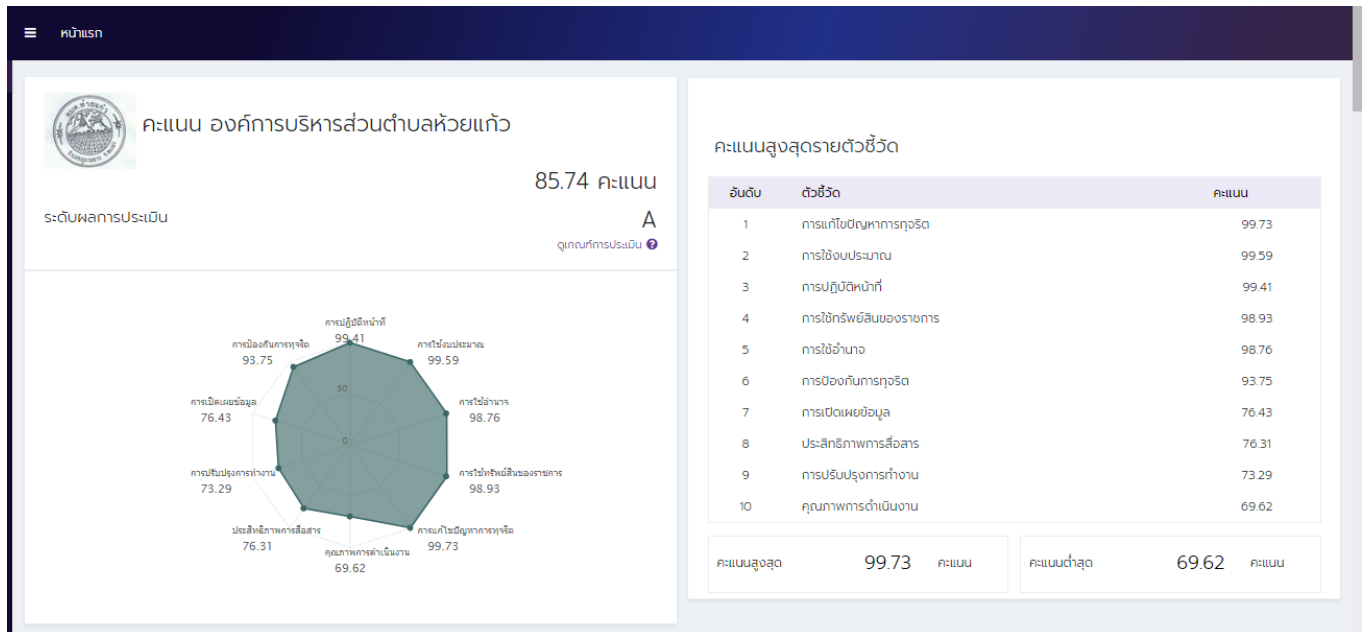 หน้าแรก
คะแนน องค์การบริหารส่วนตำบลห้วยแก้ว
85.74 คะแนน
ระดับผลการประเมิน
A
ดูเกณฑ์การประเมิน
การปฏิบัติหน้าที่
99.41
การใช้งบประมาณ
99.59
การใช้อำนาจ
98.76
การใช้ทรัพย์สินของราชการ
98.93
การแก้ไขปัญหาการทุจริต
99.73
คุณภาพการดำเนินงาน
69.62
ประสิทธิภาพการสื่อสาร
76.31
การปรับปรุงการทำงาน
73.29
การเปิดเผยข้อมูล
76.43
การป้องกันการทุจริต
93.75
50
0
คะแนนสูงสุดรายตัวชี้วัด
อันดับ ตัวชี้วัด คะแนน
1 การแก้ไขปัญหาการทุจริต 99.73
2 การใช้งบประมาณ 99.59
3 การปฏิบัติหน้าที่ 99.41
4 การใช้ทรัพย์สินของราชการ 98.93
5 การใช้อำนาจ 98.76
6 การป้องกันการทุจริต 93.75
7 การเปิดเผยข้อมูล 76.43
8 ประสิทธิภาพการสื่อสาร 76.31
9 การปรับปรุงการทำงาน 73.29
10 คุณภาพการดำเนินงาน 69.62
คะแนนสูงสุด 99.73 คะแนน
คะแนนต่ำสุด 69.62 คะแนน